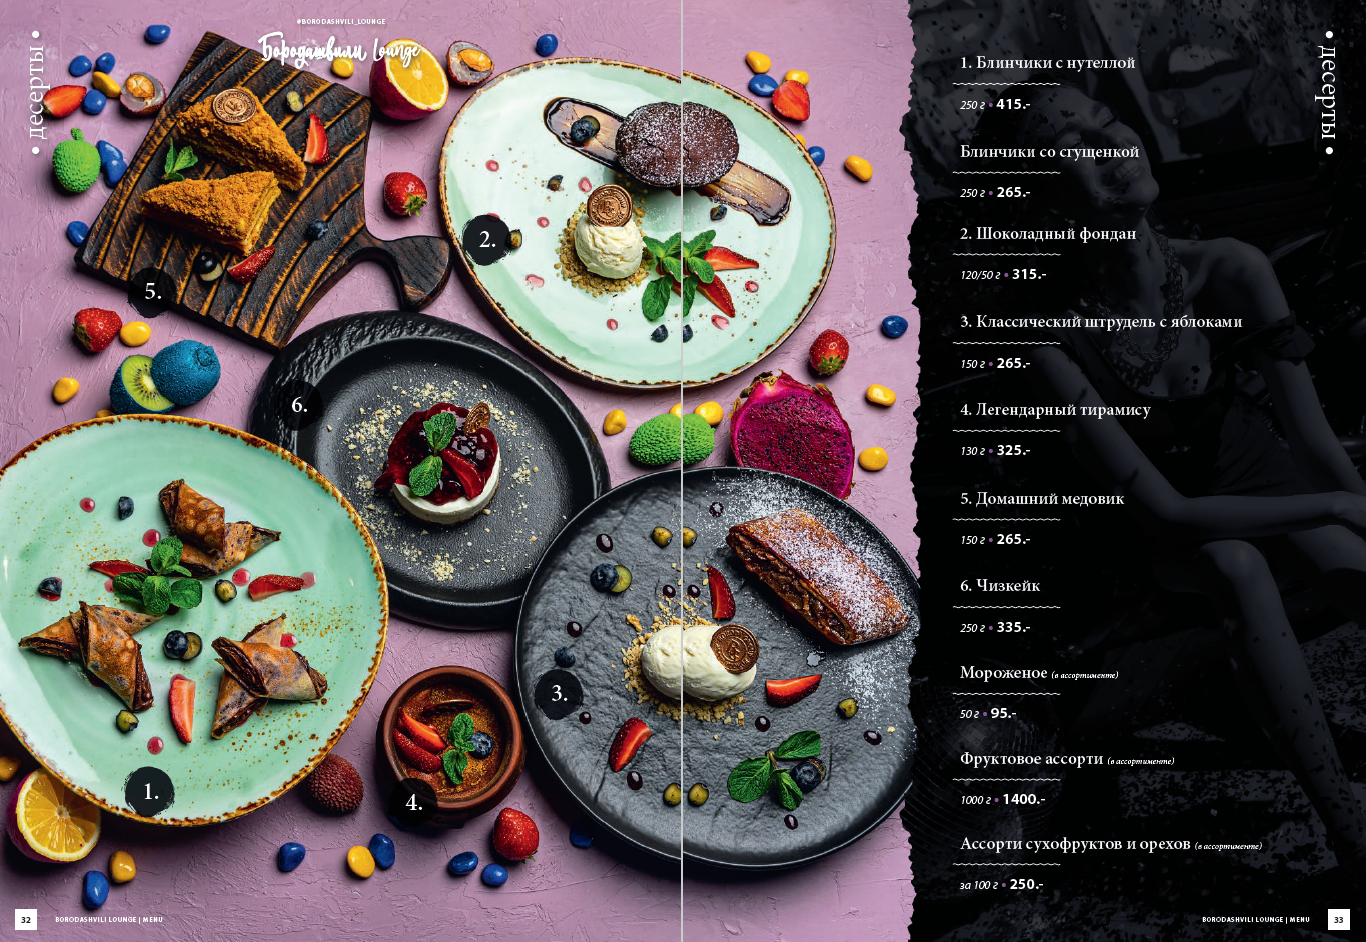 @BORODASHVILI_LOUNGE
Бородашвили Lounge
• десерты •
5.
2.
6.
3.
1.
4.
32
BORODASHVILI LOUNGE | MENU
• десерты •
1. Блинчики с нутеллой
250 г • 415.-
Блинчики со сгущенкой
250 г • 265.-
2. Шоколадный фондан
120/50 г • 315.-
3. Классический штрудель с яблоками
150 г • 265.-
4. Легендарный тирамису
130 г • 325.-
5. Домашний медовик
150 г • 265.-
6. Чизкейк
250 г • 335.-
Мороженое (в ассортименте)
50 г • 95.-
Фруктовое ассорти (в ассортименте)
1000 г • 1400.-
Ассорти сухофруктов и орехов (в ассортименте)
за 100 г • 250.-
BORODASHVILI LOUNGE | MENU
33